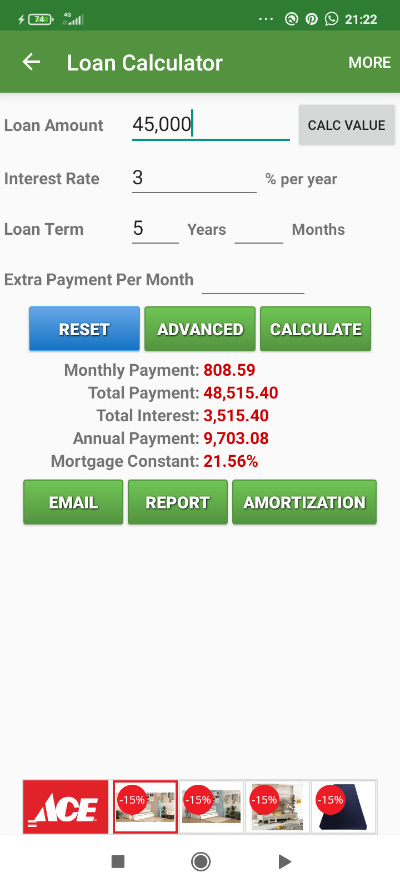 74 4G ... 21:22
Loan Calculator MORE
Loan Amount 45,000 CALC VALUE
Interest Rate 3 % per year
Loan Term 5 Years Months
Extra Payment Per Month
RESET ADVANCED CALCULATE
Monthly Payment: 808.59
Total Payment: 48,515.40
Total Interest: 3,515.40
Annual Payment: 9,703.08
Mortgage Constant: 21.56%
EMAIL REPORT AMORTIZATION
ACE -15% -15% -15% -15%